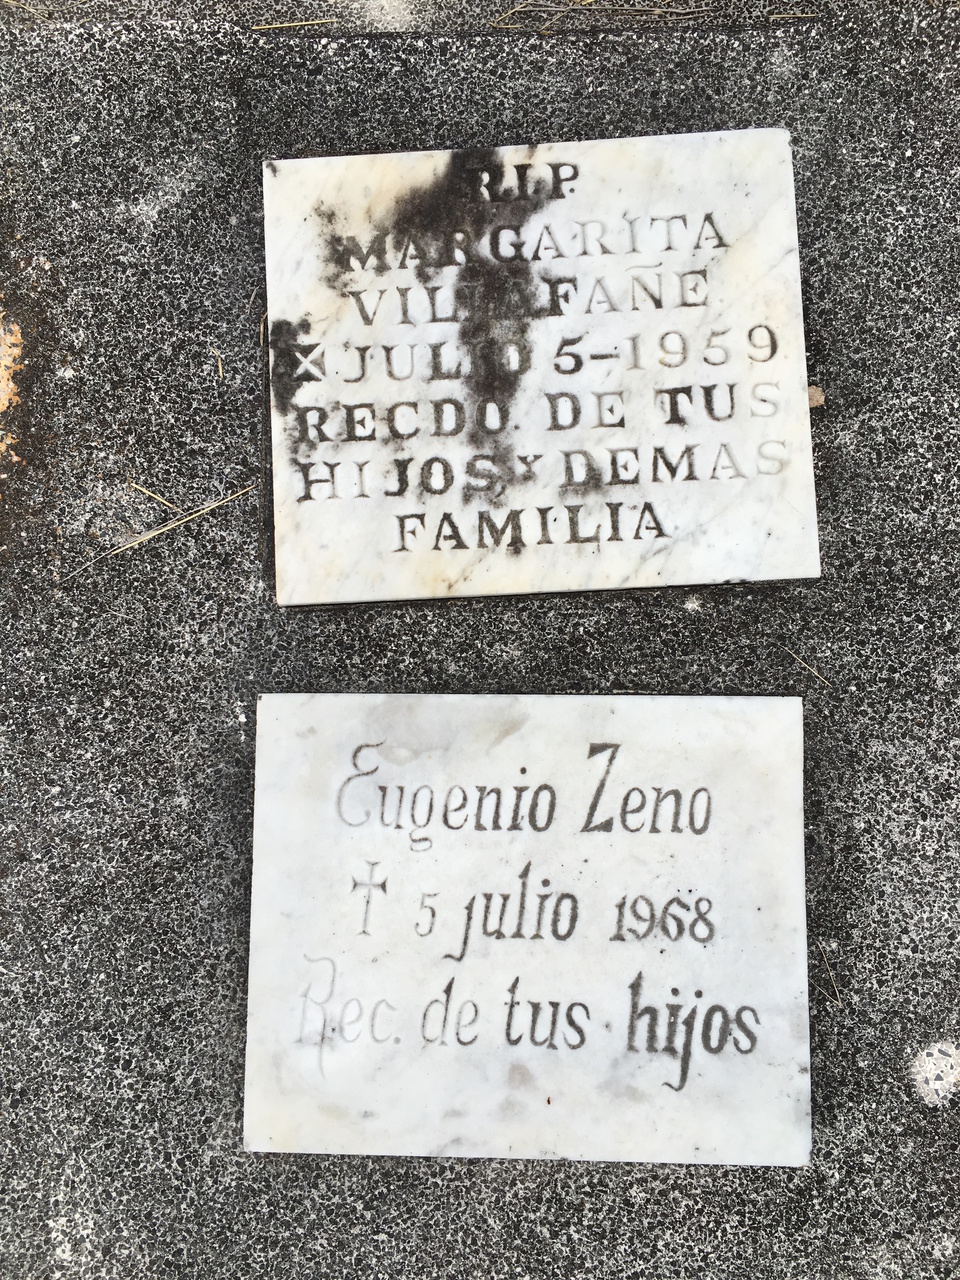 RIP.
MARGARITA
VILLAFAÑE
X JULIO 5-1959
RECDO. DE TUS
HIJOS Y DEMAS
FAMILIA
Eugenio Zeno
† 5 julio 1968
Rec. de tus hijos